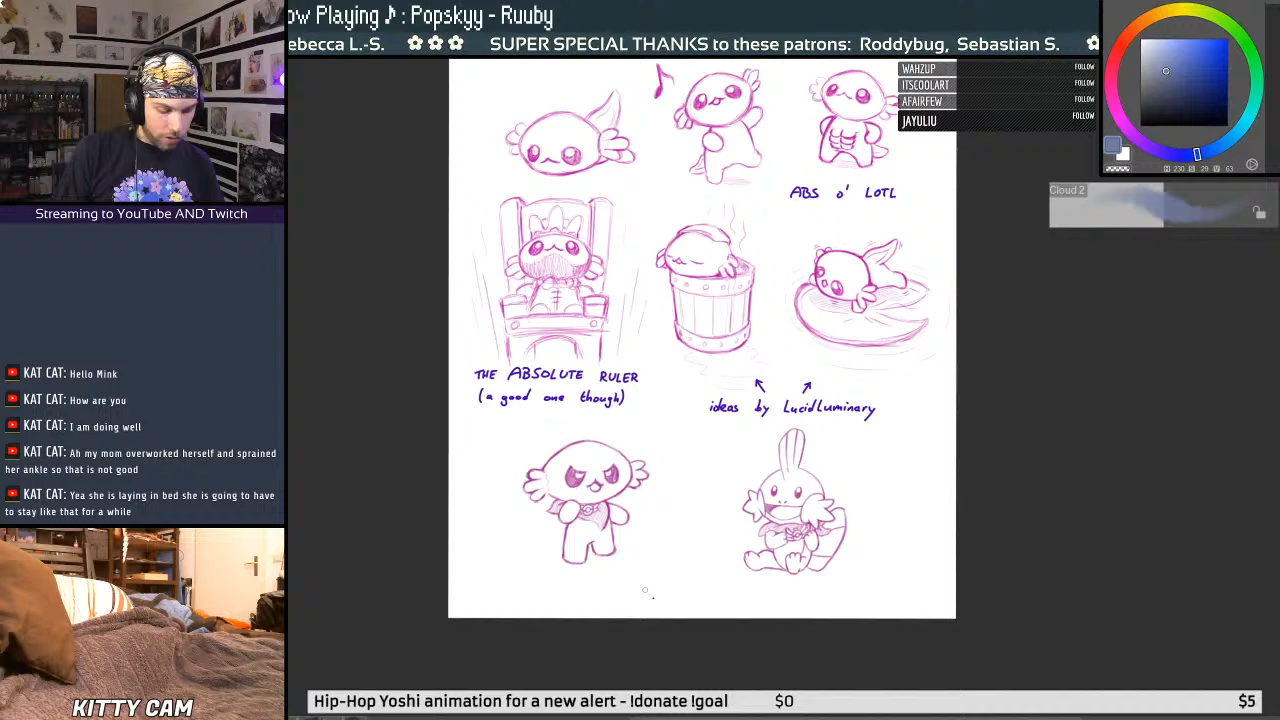 ow Playing ♪ : Popskyy - Ruuby
ebecca L.-S. ✿ ✿ ✿ SUPER SPECIAL THANKS to these patrons: Roddybug, Sebastian S. ✿
WAHZUP FOLLOW
ITSCOOLART FOLLOW
AFAIRFEW FOLLOW
JAYULIU FOLLOW
H 230 S 29 V 63
Cloud 2
Streaming to YouTube AND Twitch
ABS o' LOTL
KAT CAT: Hello Mink
KAT CAT: How are you
KAT CAT: I am doing well
KAT CAT: Ah my mom overworked herself and sprained
her ankle so that is not good
KAT CAT: Yea she is laying in bed she is going to have
to stay like that for a while
THE ABSOLUTE RULER
(a good one though)
ideas by LucidLuminary
KITTY CAM
Hip-Hop Yoshi animation for a new alert - !donate !goal $0 $5